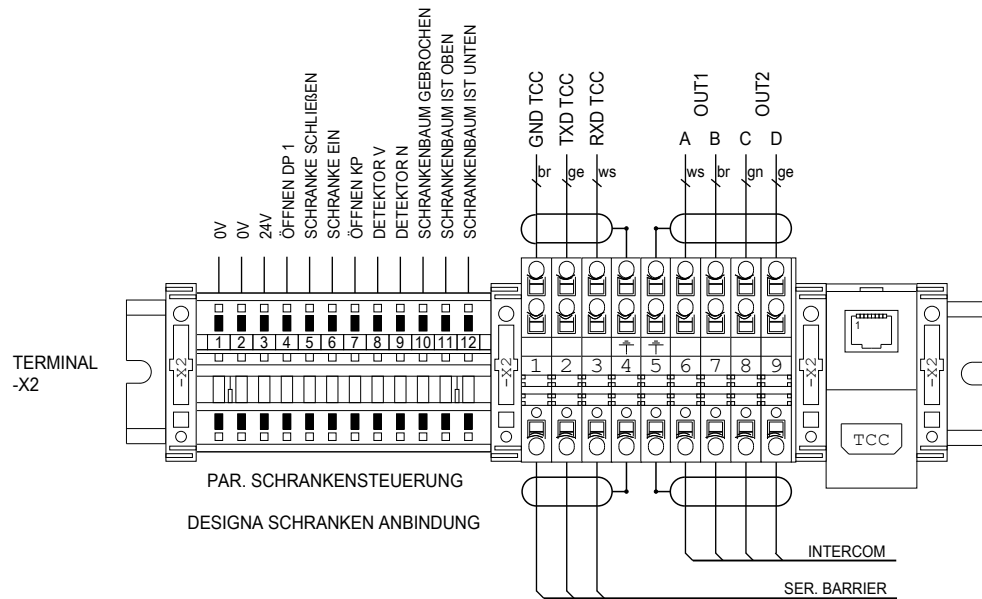 0V
0V
24V
ÖFFNEN DP 1
SCHRANKE SCHLIEßEN
SCHRANKE EIN
ÖFFNEN KP
DETEKTOR V
DETEKTOR N
SCHRANKENBAUM GEBROCHEN
SCHRANKENBAUM IST OBEN
SCHRANKENBAUM IST UNTEN
GND TCC
TXD TCC
RXD TCC
OUT1
OUT2
A B C D
br ge ws ws br gn ge
TERMINAL
-X2
-X2
1 2 3 4 5 6 7 8 9 10 11 12
-X2
1 2 3 4 5 6 7 8 9
-X2
1
TCC
-X2
PAR. SCHRANKENSTEUERUNG
DESIGNA SCHRANKEN ANBINDUNG
INTERCOM
SER. BARRIER